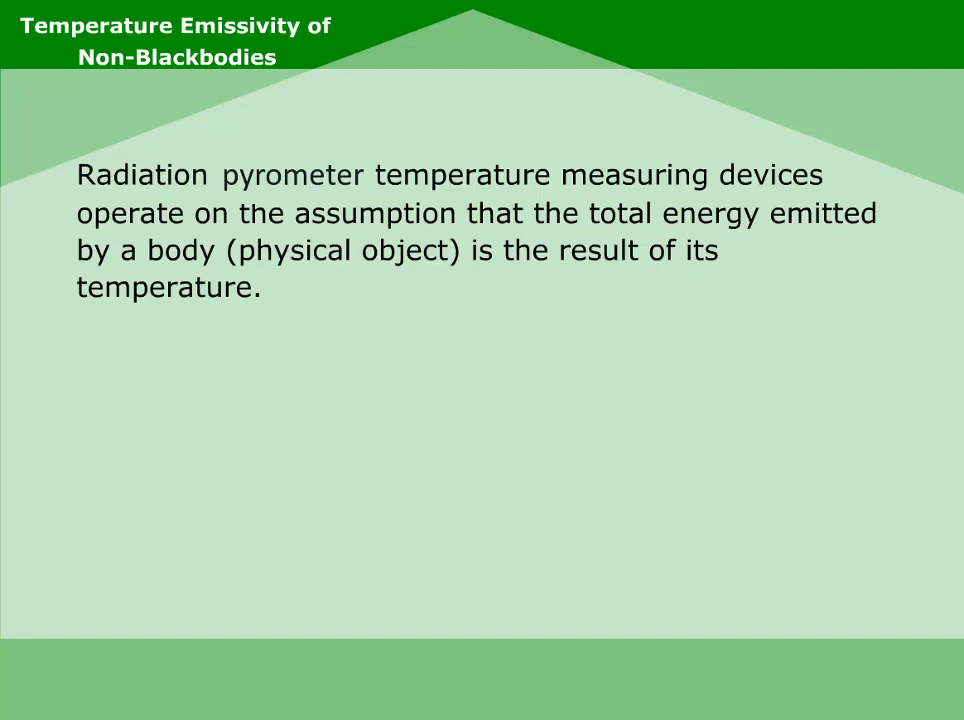 Temperature Emissivity of
Non-Blackbodies
Radiation pyrometer temperature measuring devices
operate on the assumption that the total energy emitted
by a body (physical object) is the result of its
temperature.